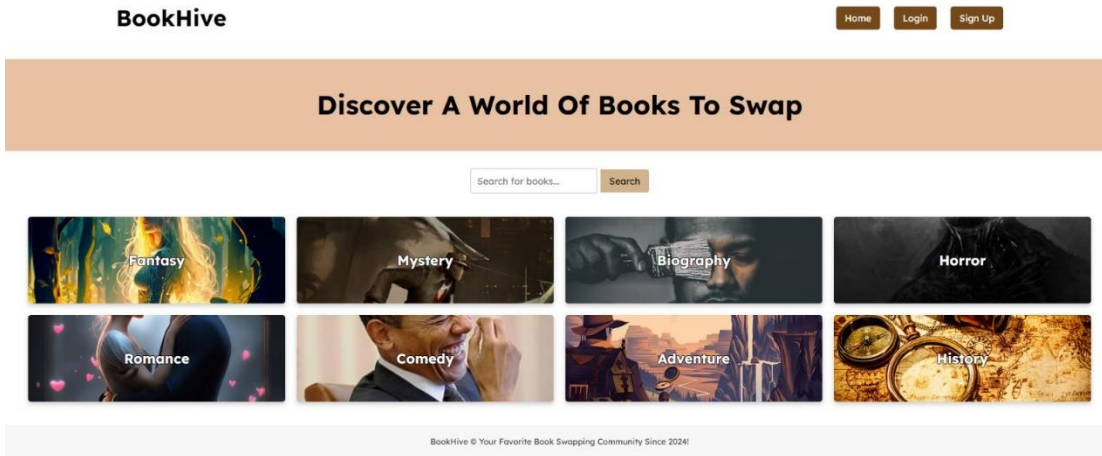 BookHive
Home Login Sign Up
Discover A World Of Books To Swap
Search for books... Search
Fantasy Mystery Biography Horror
Romance Comedy Adventure History
BookHive © Your Favorite Book Swapping Community Since 2024!